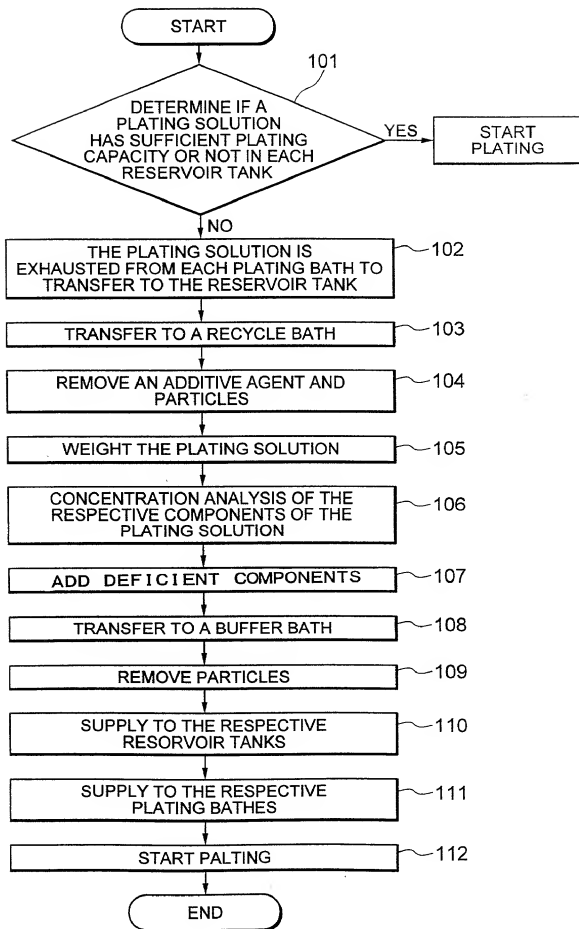 START
101
DETERMINE IF A
PLATING SOLUTION
HAS SUFFICIENT PLATING
CAPACITY OR NOT IN EACH
RESERVOIR TANK
YES
START
PLATING
NO
THE PLATING SOLUTION IS
EXHAUSTED FROM EACH PLATING BATH TO
TRANSFER TO THE RESERVOIR TANK
102
TRANSFER TO A RECYCLE BATH
103
REMOVE AN ADDITIVE AGENT AND
PARTICLES
104
WEIGHT THE PLATING SOLUTION
105
CONCENTRATION ANALYSIS OF THE
RESPECTIVE COMPONENTS OF THE
PLATING SOLUTION
106
ADD DEFICIENT COMPONENTS
107
TRANSFER TO A BUFFER BATH
108
REMOVE PARTICLES
109
SUPPLY TO THE RESPECTIVE
RESORVOIR TANKS
110
SUPPLY TO THE RESPECTIVE
PLATING BATHES
111
START PALTING
112
END